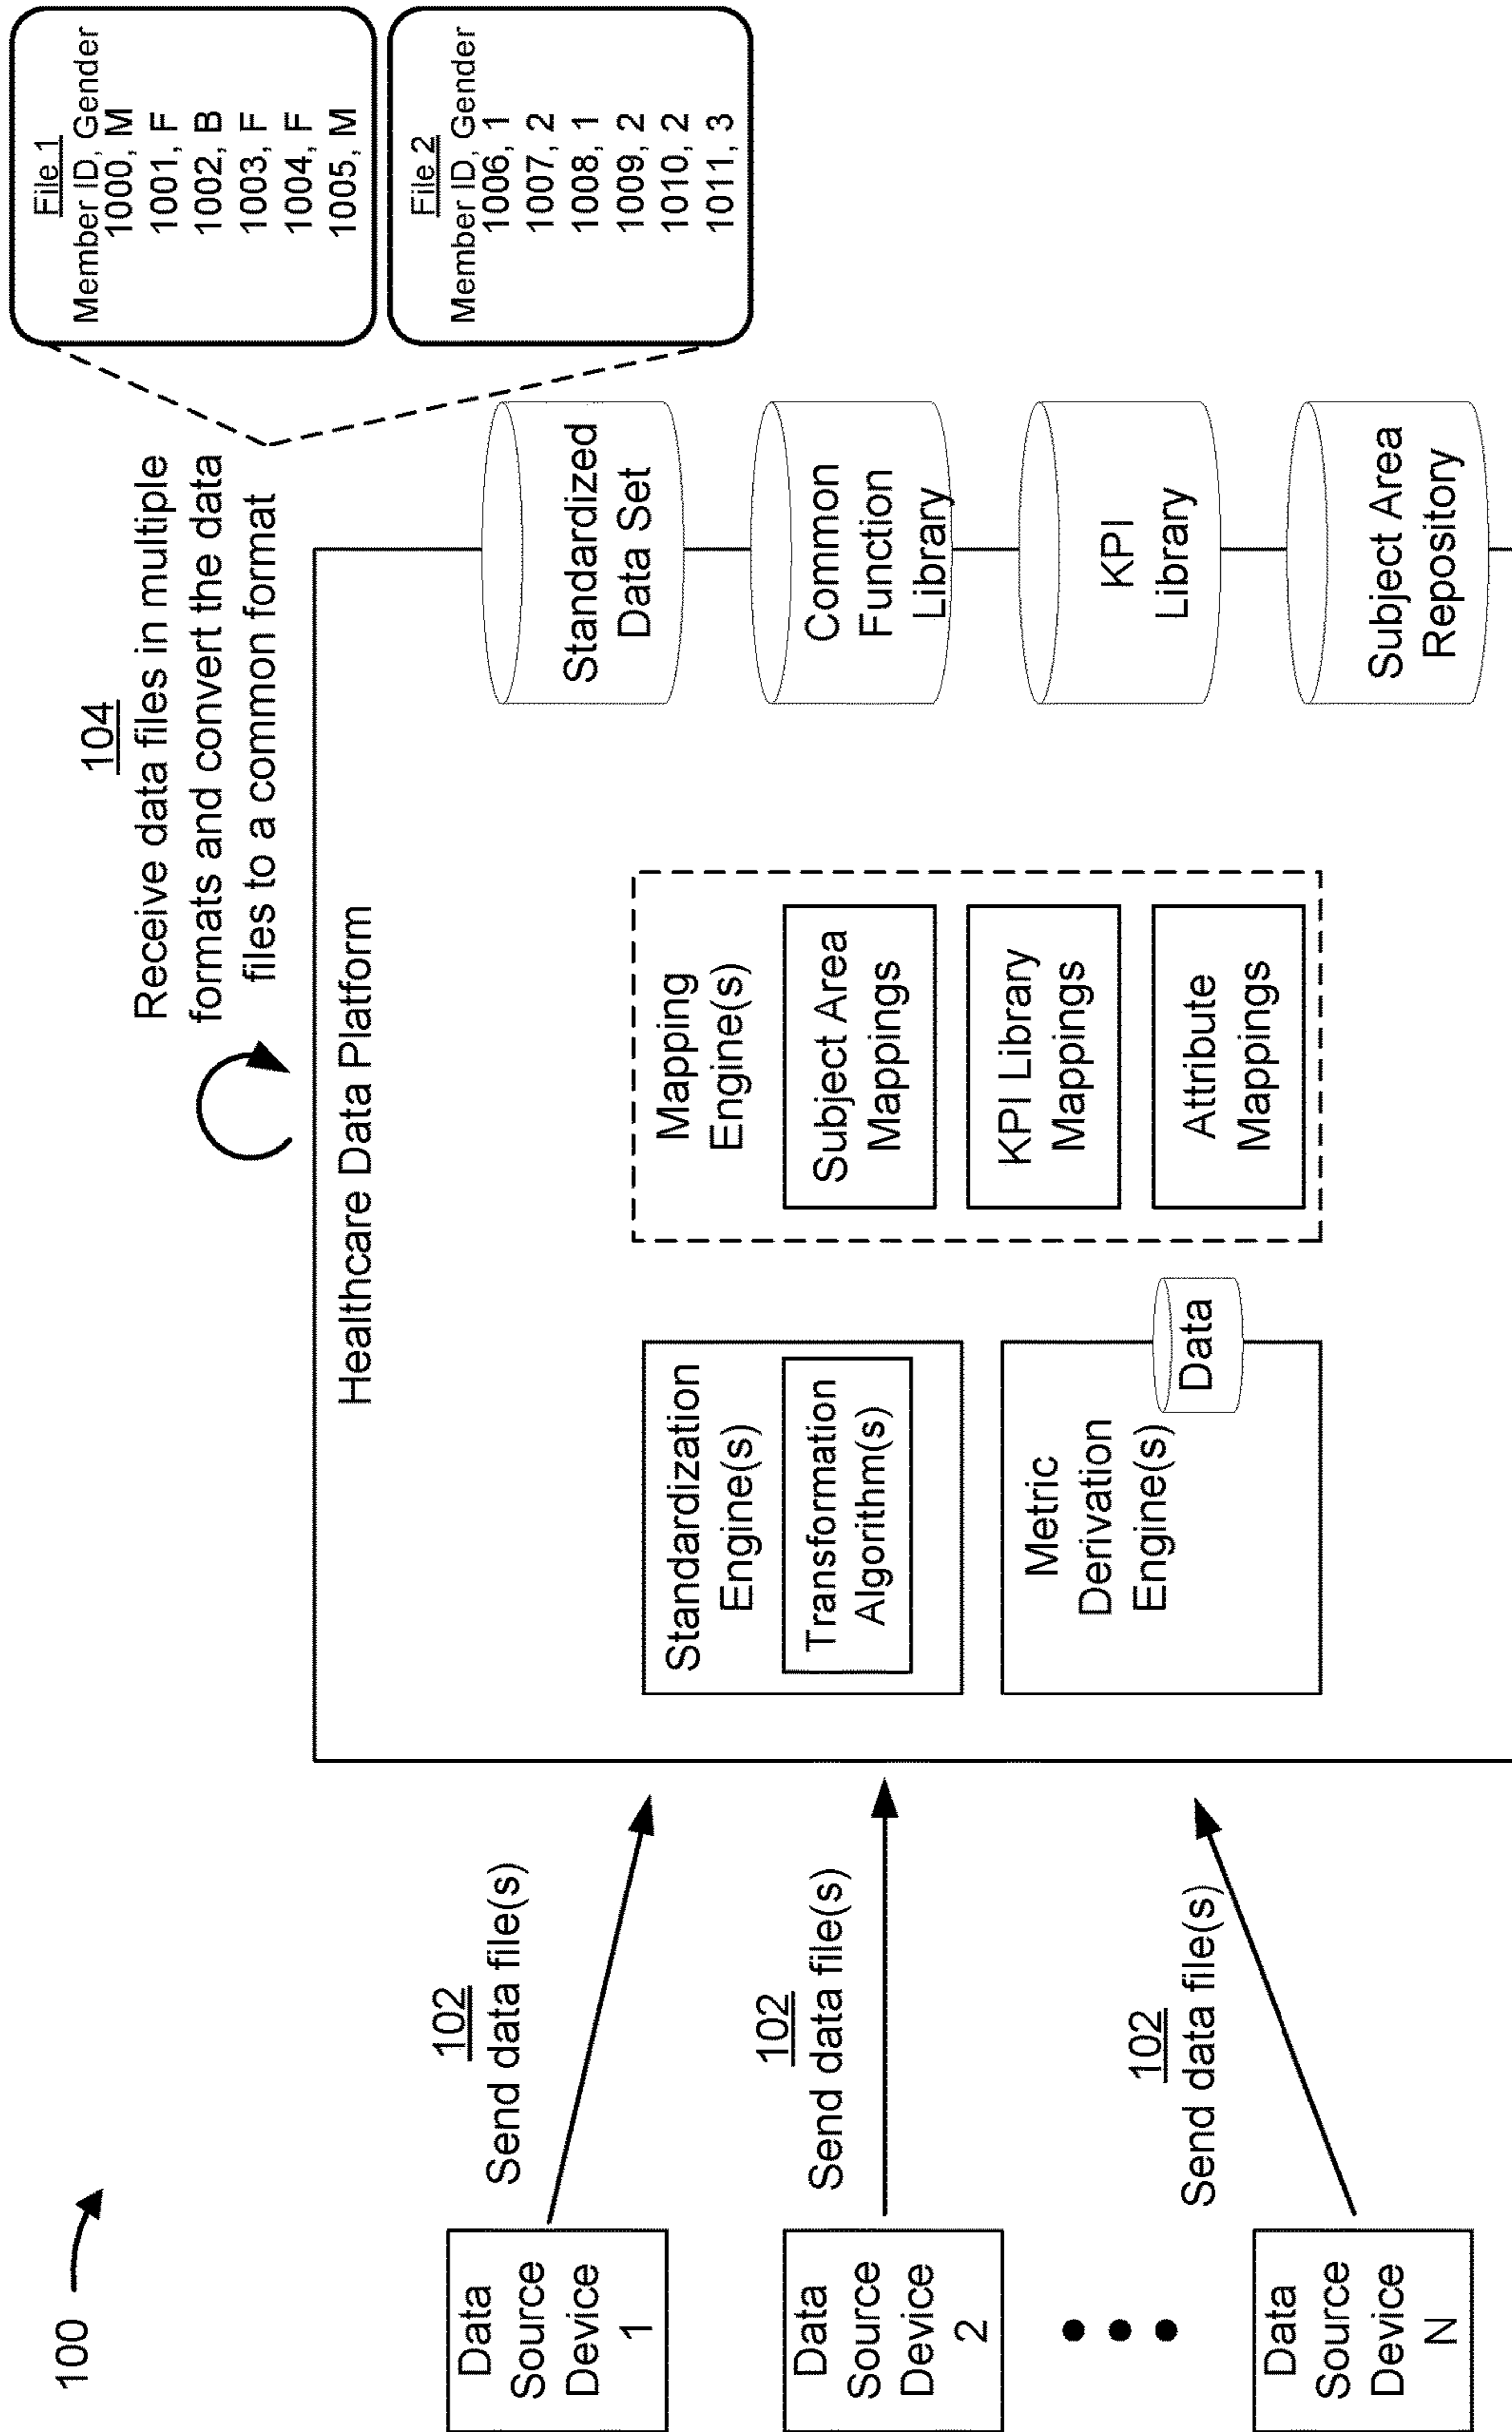 100
Data
Source
Device
1
Data
Source
Device
2
Data
Source
Device
N
102
Send data file(s)
102
Send data file(s)
102
Send data file(s)
104
Receive data files in multiple
formats and convert the data
files to a common format
Healthcare Data Platform
Standardization
Engine(s)
Transformation
Algorithm(s)
Metric
Derivation
Engine(s)
Data
Mapping
Engine(s)
Subject Area
Mappings
KPI Library
Mappings
Attribute
Mappings
Standardized
Data Set
Common
Function
Library
KPI
Library
Subject Area
Repository
File 1
Member ID, Gender
1000, M
1001, F
1002, B
1003, F
1004, F
1005, M
File 2
Member ID, Gender
1006, 1
1007, 2
1008, 1
1009, 2
1010, 2
1011, 3